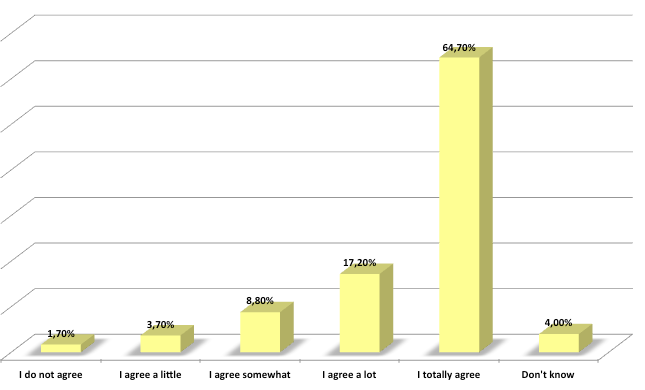 64,70%
17,20%
8,80%
4,00%
3,70%
1,70%
I do not agree
I agree a little
I agree somewhat
I agree a lot
I totally agree
Don't know